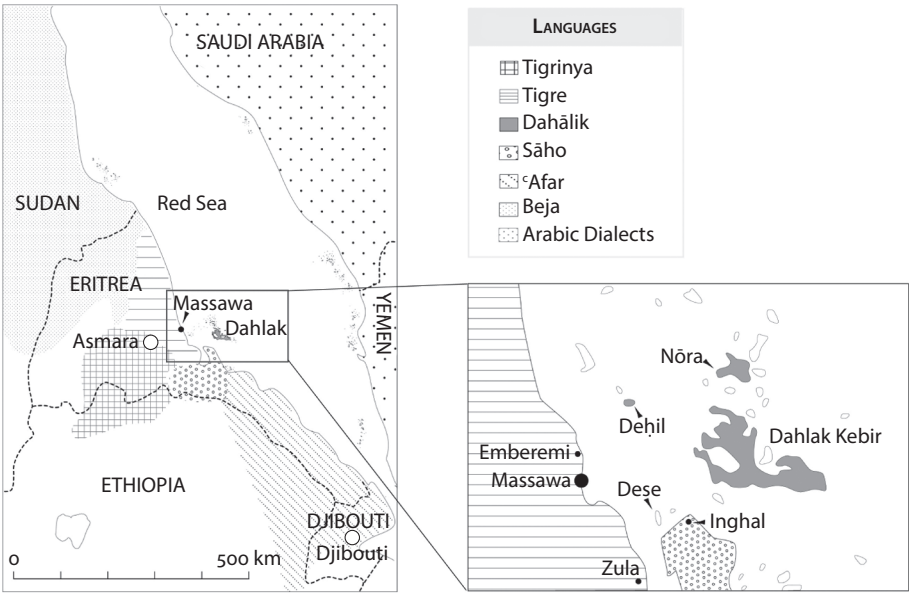 SAUDI ARABIA
SUDAN
Red Sea
ERITREA
Massawa
Dahlak
YEMEN
Asmara
ETHIOPIA
DJIBOUTI
Djibouti
0
500 km
LANGUAGES
Tigrinya
Tigre
Dahālik
Sāho
ᶜAfar
Beja
Arabic Dialects
Nōra
Deḥil
Dahlak Kebir
Emberemi
Massawa
Dese
Inghal
Zula